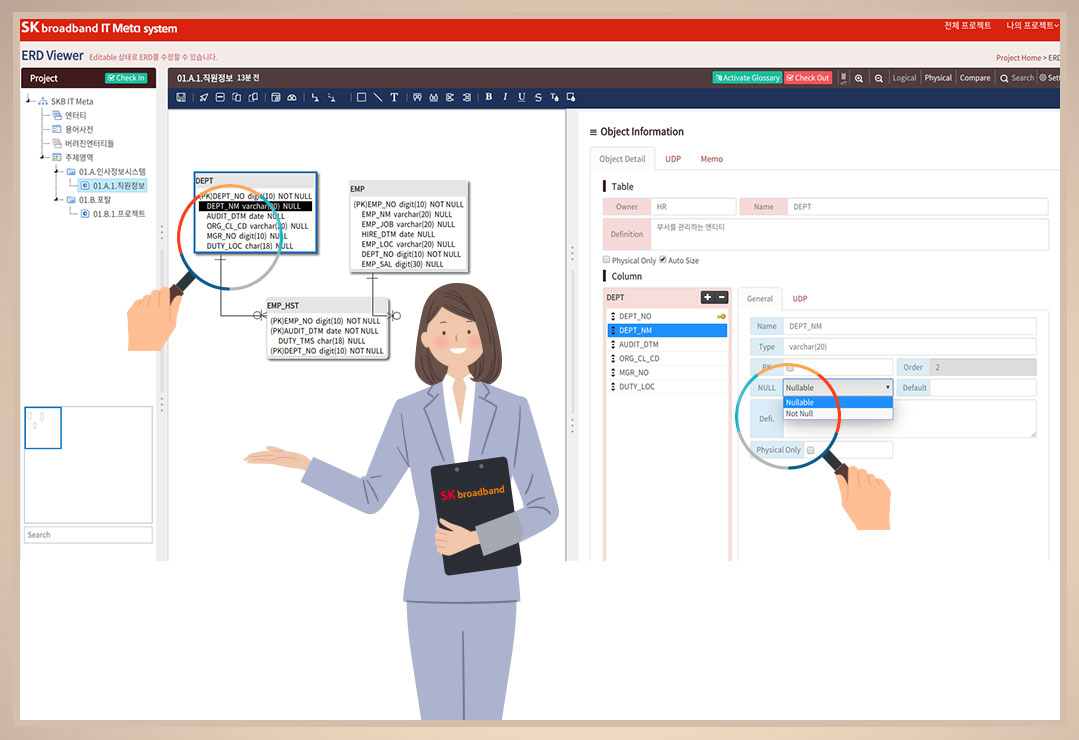 SK broadband IT Meta system
전체 프로젝트 나의 프로젝트
ERD Viewer Editable 상태로 ERD를 수정할 수 있습니다.
Project Home > ERD
Project Check In
01.A.1.직원정보 13분 전
Activate Glossary Check Out Logical Physical Compare Search Sett
T B I U S
SKB IT Meta
엔터티
용어사전
버려진엔터티들
주제영역
01.A.인사정보시스템
01.A.1.직원정보
01.B.포탈
01.B.1.프로젝트
Search
DEPT
(PK)DEPT_NO digit(10) NOT NULL
DEPT_NM varchar(20) NULL
AUDIT_DTM date NULL
ORG_CL_CD varchar(20) NULL
MGR_NO digit(10) NULL
DUTY_LOC char(18) NULL
EMP
(PK)EMP_NO digit(10) NOT NULL
EMP_NM varchar(20) NULL
EMP_JOB varchar(20) NULL
HIRE_DTM date NULL
EMP_LOC varchar(20) NULL
DEPT_NO digit(10) NOT NULL
EMP_SAL digit(30) NULL
EMP_HST
(PK)EMP_NO digit(10) NOT NULL
(PK)AUDIT_DTM date NOT NULL
DUTY_TMS char(18) NULL
(PK)DEPT_NO digit(10) NOT NULL
SK broadband
Object Information
Object Detail UDP Memo
Table
Owner HR Name DEPT
Definition 부서를 관리하는 엔티티
Physical Only Auto Size
Column
DEPT
DEPT_NO
DEPT_NM
AUDIT_DTM
ORG_CL_CD
MGR_NO
DUTY_LOC
General UDP
Name DEPT_NM
Type varchar(20)
PK Order 2
NULL Nullable Default
Nullable
Not Null
Defi.
Physical Only